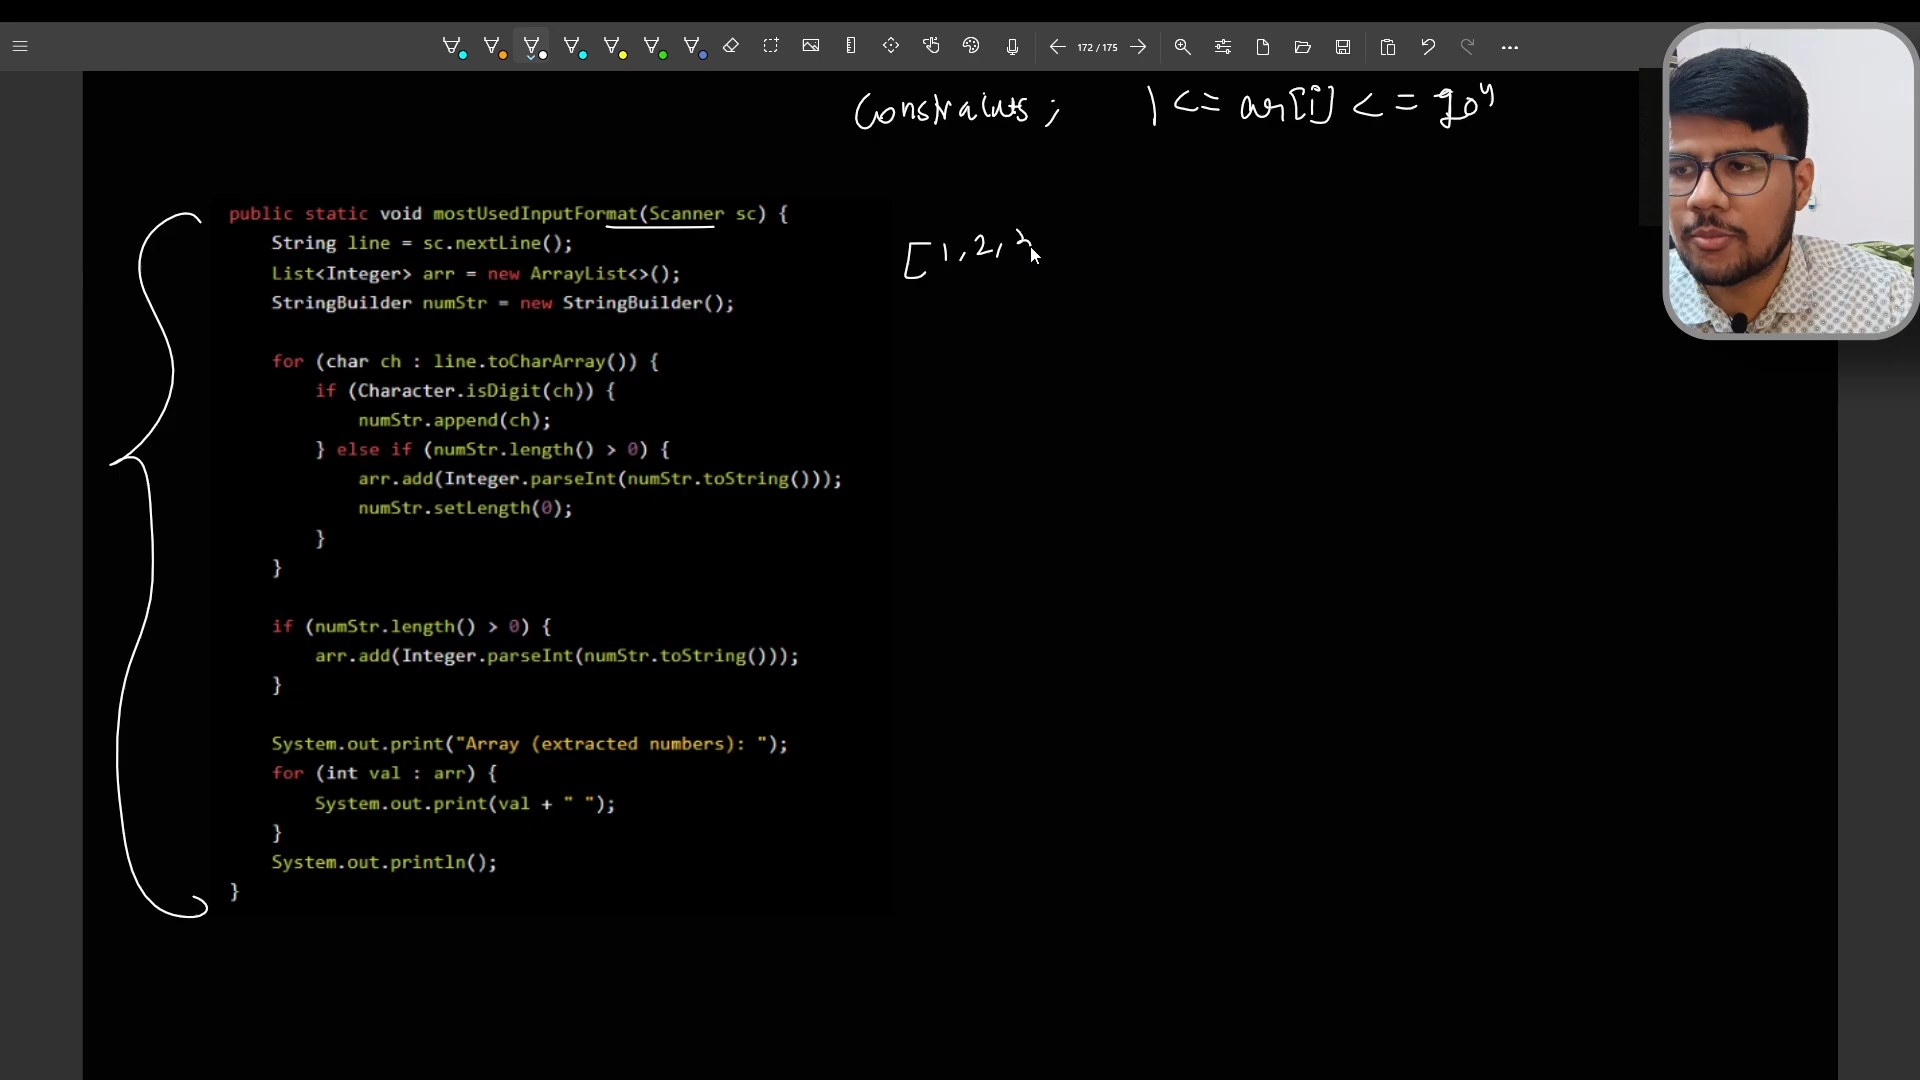 172 / 175
Constraints ; 1 <= ar[i] <=
public static void mostUsedInputFormat(Scanner sc) {
String line = sc.nextLine();
List<Integer> arr = new ArrayList<>();
StringBuilder numStr = new StringBuilder();
[1, 2, 3
for (char ch : line.toCharArray()) {
if (Character.isDigit(ch)) {
numStr.append(ch);
} else if (numStr.length() > 0) {
arr.add(Integer.parseInt(numStr.toString()));
numStr.setLength(0);
}
}
if (numStr.length() > 0) {
arr.add(Integer.parseInt(numStr.toString()));
}
System.out.print("Array (extracted numbers): ");
for (int val : arr) {
System.out.print(val + " ");
}
System.out.println();
}